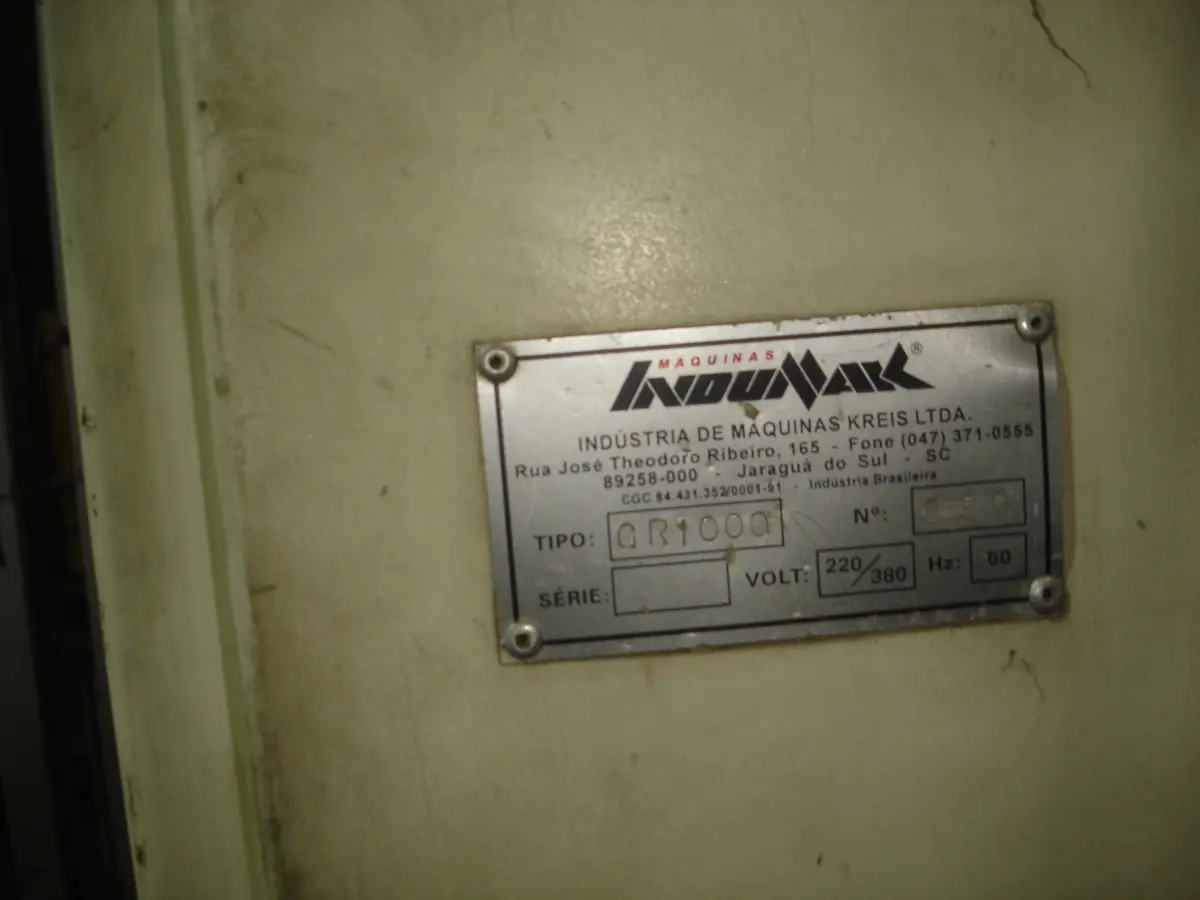 MAQUINAS
INDUMAK®
INDÚSTRIA DE MÁQUINAS KREIS LTDA.
Rua José Theodoro Ribeiro, 165 - Fone (047) 371-0555
89258-000 - Jaraguá do Sul - SC
CGC 84.431.352/0001-91 - Indústria Brasileira
TIPO: GR1000 Nº:
SÉRIE: VOLT: 220/380 Hz: 60